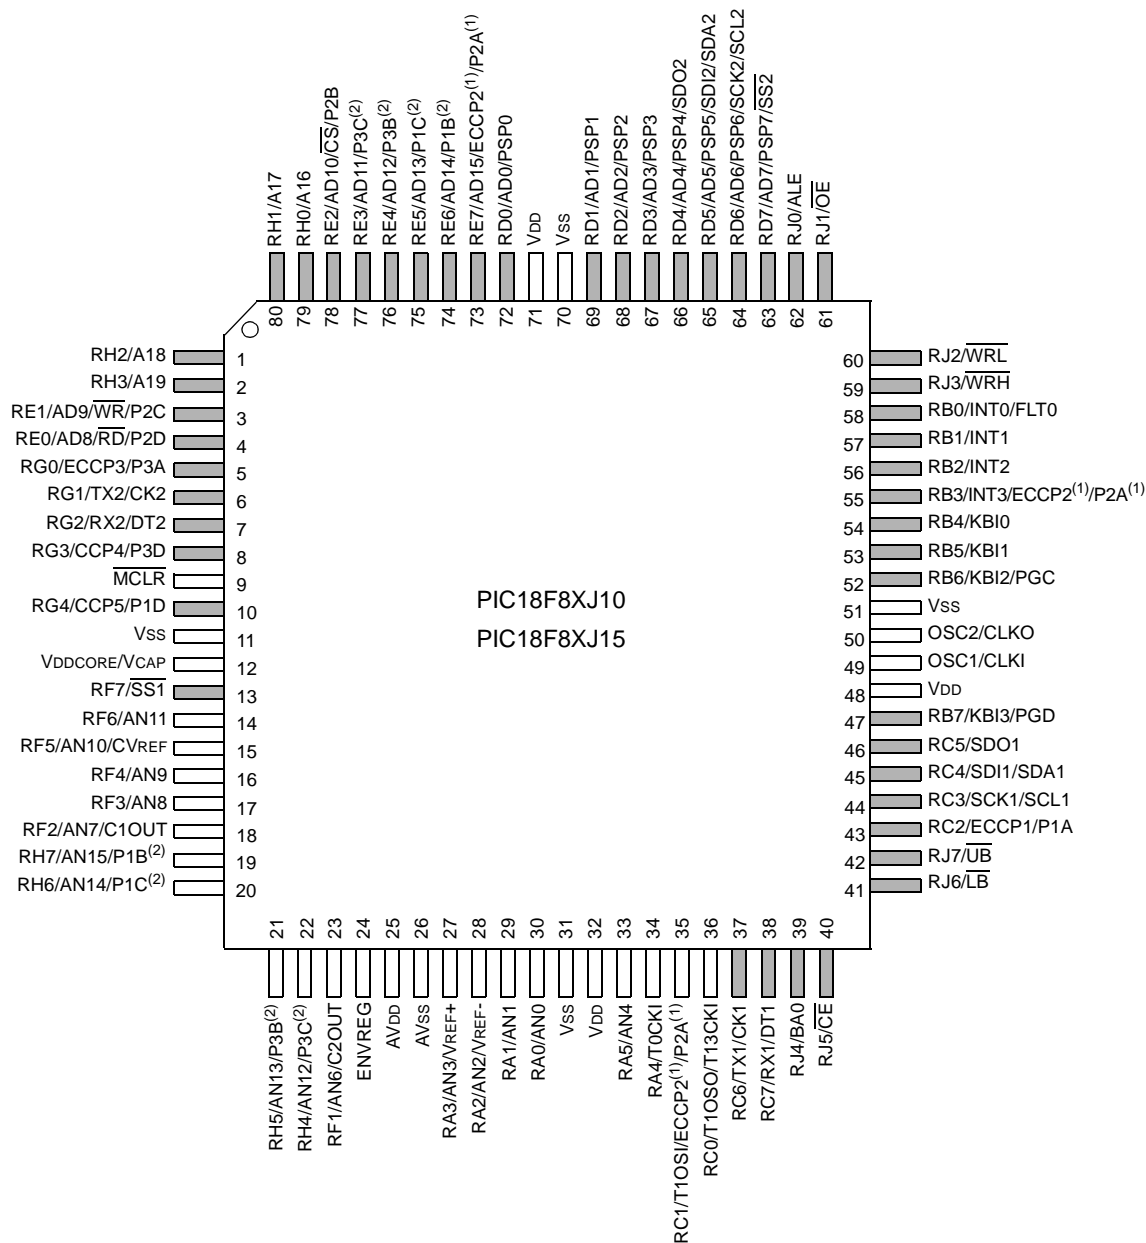 RH1/A17
RH0/A16
RE2/AD10/C̅S̅/P2B
RE3/AD11/P3C(2)
RE4/AD12/P3B(2)
RE5/AD13/P1C(2)
RE6/AD14/P1B(2)
RE7/AD15/ECCP2(1)/P2A(1)
RD0/AD0/PSP0
VDD
VSS
RD1/AD1/PSP1
RD2/AD2/PSP2
RD3/AD3/PSP3
RD4/AD4/PSP4/SDO2
RD5/AD5/PSP5/SDI2/SDA2
RD6/AD6/PSP6/SCK2/SCL2
RD7/AD7/PSP7/S̅S̅2̅
RJ0/ALE
RJ1/O̅E̅
80 79 78 77 76 75 74 73 72 71 70 69 68 67 66 65 64 63 62 61
RH2/A18 1
RH3/A19 2
RE1/AD9/W̅R̅/P2C 3
RE0/AD8/R̅D̅/P2D 4
RG0/ECCP3/P3A 5
RG1/TX2/CK2 6
RG2/RX2/DT2 7
RG3/CCP4/P3D 8
M̅C̅L̅R̅ 9
RG4/CCP5/P1D 10
VSS 11
VDDCORE/VCAP 12
RF7/S̅S̅1̅ 13
RF6/AN11 14
RF5/AN10/CVREF 15
RF4/AN9 16
RF3/AN8 17
RF2/AN7/C1OUT 18
RH7/AN15/P1B(2) 19
RH6/AN14/P1C(2) 20
PIC18F8XJ10
PIC18F8XJ15
60 RJ2/W̅R̅L̅
59 RJ3/W̅R̅H̅
58 RB0/INT0/FLT0
57 RB1/INT1
56 RB2/INT2
55 RB3/INT3/ECCP2(1)/P2A(1)
54 RB4/KBI0
53 RB5/KBI1
52 RB6/KBI2/PGC
51 VSS
50 OSC2/CLKO
49 OSC1/CLKI
48 VDD
47 RB7/KBI3/PGD
46 RC5/SDO1
45 RC4/SDI1/SDA1
44 RC3/SCK1/SCL1
43 RC2/ECCP1/P1A
42 RJ7/U̅B̅
41 RJ6/L̅B̅
21 22 23 24 25 26 27 28 29 30 31 32 33 34 35 36 37 38 39 40
RH5/AN13/P3B(2)
RH4/AN12/P3C(2)
RF1/AN6/C2OUT
ENVREG
AVDD
AVSS
RA3/AN3/VREF+
RA2/AN2/VREF-
RA1/AN1
RA0/AN0
VSS
VDD
RA5/AN4
RA4/T0CKI
RC1/T1OSI/ECCP2(1)/P2A(1)
RC0/T1OSO/T13CKI
RC6/TX1/CK1
RC7/RX1/DT1
RJ4/BA0
RJ5/C̅E̅